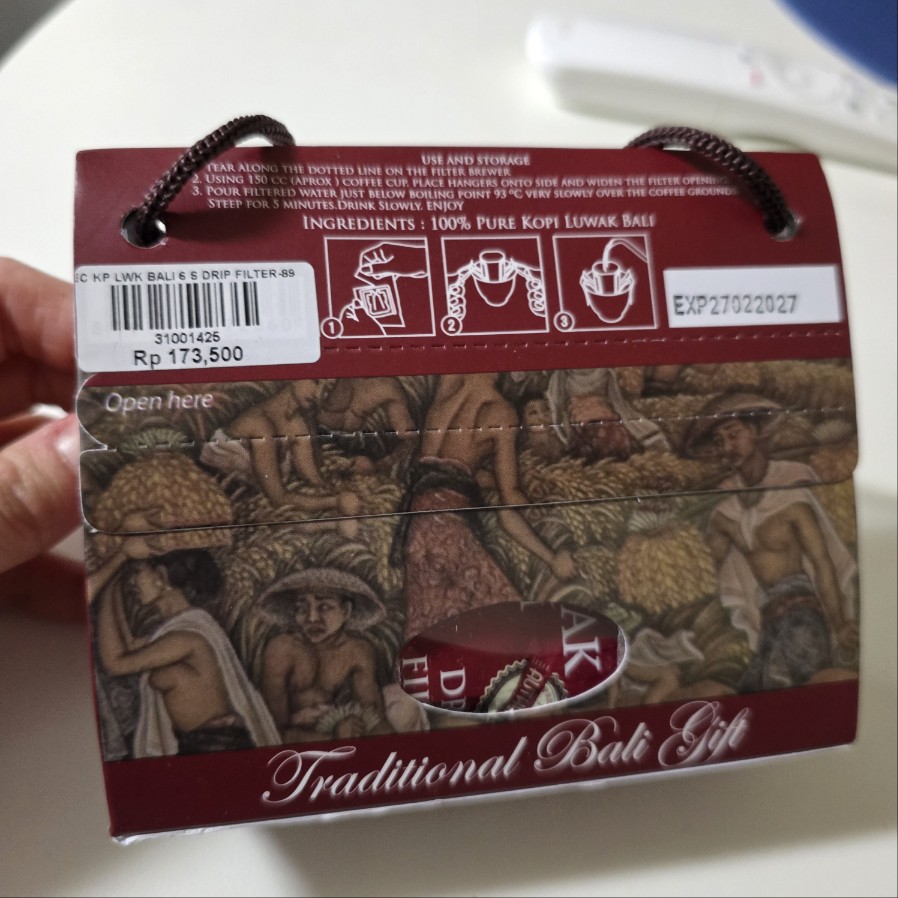 USE AND STORAGE
TEAR ALONG THE DOTTED LINE ON THE FILTER BREWER
2. USING 150 CC (APROX ) COFFEE CUP, PLACE HANGERS ONTO SIDE AND WIDEN THE FILTER OPENING
3. POUR FILTERED WATER JUST BELOW BOILING POINT 93 °C VERY SLOWLY OVER THE COFFEE GROUNDS
STEEP FOR 5 MINUTES.DRINK SLOWLY. ENJOY
INGREDIENTS : 100% PURE KOPI LUWAK BALI
C KP LWK BALI 6 S DRIP FILTER-89
31001425
Rp 173,500
1
2
3
EXP27022027
Open here
AK
DR
FI
Traditional Bali Gift